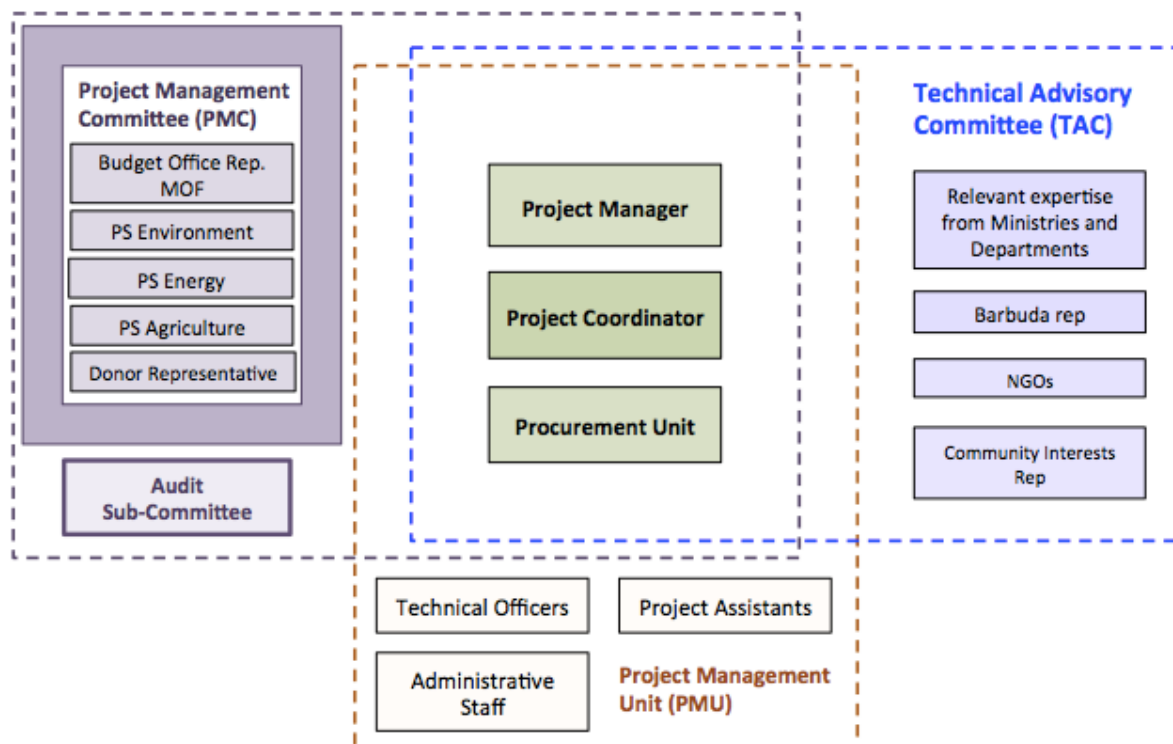 Project Management
Committee (PMC)
Budget Office Rep.
MOF
PS Environment
PS Energy
PS Agriculture
Donor Representative
Audit
Sub-Committee
Project Manager
Project Coordinator
Procurement Unit
Technical Advisory
Committee (TAC)
Relevant expertise
from Ministries and
Departments
Barbuda rep
NGOs
Community Interests
Rep
Technical Officers
Project Assistants
Administrative
Staff
Project Management
Unit (PMU)